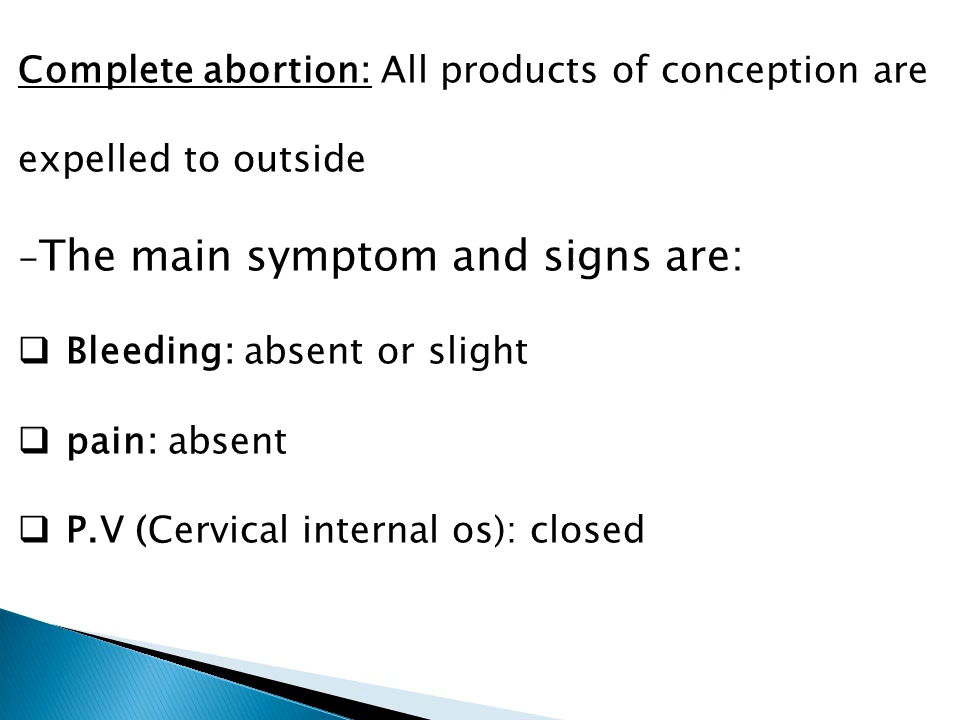 Complete abortion: All products of conception are
expelled to outside
-The main symptom and signs are:
❑ Bleeding: absent or slight
❑ pain: absent
❑ P.V (Cervical internal os): closed